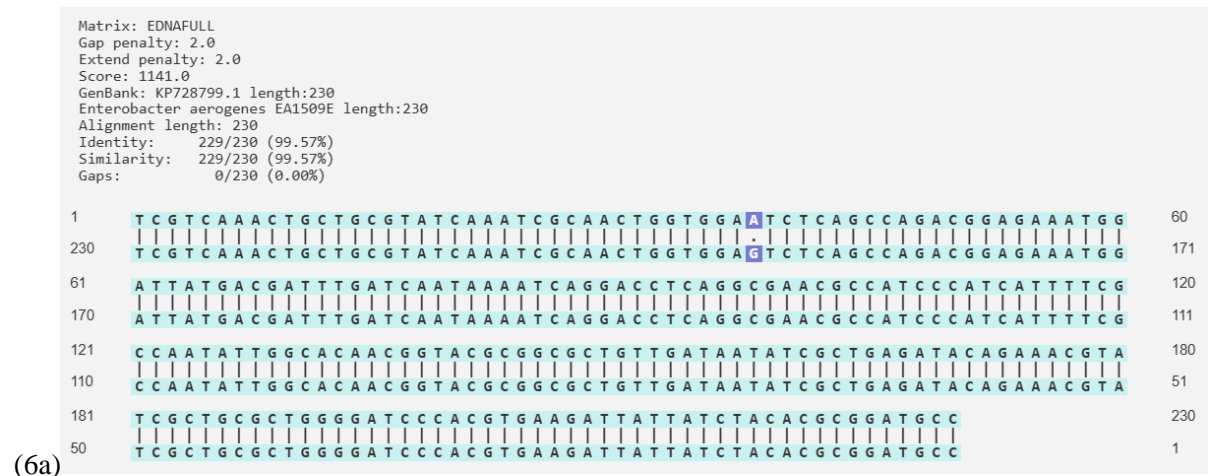 Matrix: EDNAFULL
Gap penalty: 2.0
Extend penalty: 2.0
Score: 1141.0
GenBank: KP728799.1 length:230
Enterobacter aerogenes EA1509E length:230
Alignment length: 230
Identity: 229/230 (99.57%)
Similarity: 229/230 (99.57%)
Gaps: 0/230 (0.00%)
1 TCGTCAAACTGCTGCGTATCAAATCGCAACTGGTGGAATCTCAGCCAGACGGAGAAATGG 60
230 TCGTCAAACTGCTGCGTATCAAATCGCAACTGGTGGAGTCTCAGCCAGACGGAGAAATGG 171
61 ATTATGACGATTTGATCAATAAAATCAGGACCTCAGGCGAACGCCATCCCATCATTTTCG 120
170 ATTATGACGATTTGATCAATAAAATCAGGACCTCAGGCGAACGCCATCCCATCATTTTCG 111
121 CCAATATTGGCACAACGGTACGCGGCGCTGTTGATAATATCGCTGAGATACAGAAACGTA 180
110 CCAATATTGGCACAACGGTACGCGGCGCTGTTGATAATATCGCTGAGATACAGAAACGTA 51
181 TCGCTGCGCTGGGGATCCCACGTGAAGATTATTATCTACACGCGGATGCC 230
50 TCGCTGCGCTGGGGATCCCACGTGAAGATTATTATCTACACGCGGATGCC 1
(6a)